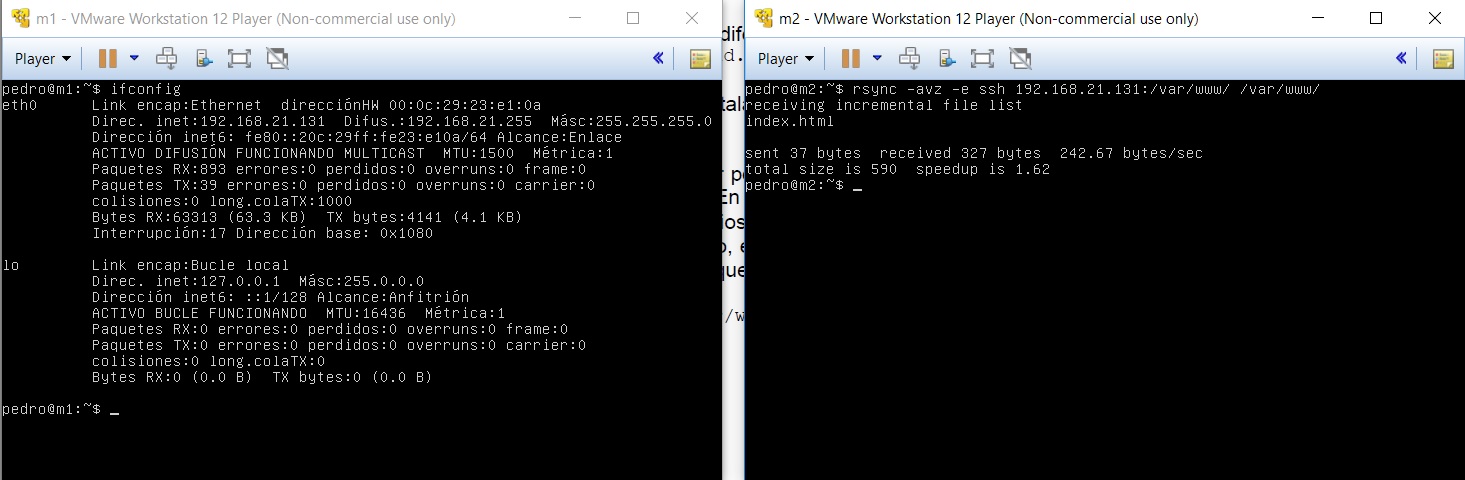 m1 - VMware Workstation 12 Player (Non-commercial use only)
Player
pedro@m1:~$ ifconfig
eth0      Link encap:Ethernet  direcciónHW 00:0c:29:23:e1:0a
          Direc. inet:192.168.21.131  Difus.:192.168.21.255  Másc:255.255.255.0
          Dirección inet6: fe80::20c:29ff:fe23:e10a/64 Alcance:Enlace
          ACTIVO DIFUSIÓN FUNCIONANDO MULTICAST  MTU:1500  Métrica:1
          Paquetes RX:893 errores:0 perdidos:0 overruns:0 frame:0
          Paquetes TX:39 errores:0 perdidos:0 overruns:0 carrier:0
          colisiones:0 long.colaTX:1000
          Bytes RX:63313 (63.3 KB)  TX bytes:4141 (4.1 KB)
          Interrupción:17 Dirección base: 0x1080

lo        Link encap:Bucle local
          Direc. inet:127.0.0.1  Másc:255.0.0.0
          Dirección inet6: ::1/128 Alcance:Anfitrión
          ACTIVO BUCLE FUNCIONANDO  MTU:16436  Métrica:1
          Paquetes RX:0 errores:0 perdidos:0 overruns:0 frame:0
          Paquetes TX:0 errores:0 perdidos:0 overruns:0 carrier:0
          colisiones:0 long.colaTX:0
          Bytes RX:0 (0.0 B)  TX bytes:0 (0.0 B)

pedro@m1:~$ _
m2 - VMware Workstation 12 Player (Non-commercial use only)
Player
pedro@m2:~$ rsync -avz -e ssh 192.168.21.131:/var/www/ /var/www/
receiving incremental file list
index.html

sent 37 bytes  received 327 bytes  242.67 bytes/sec
total size is 590  speedup is 1.62
pedro@m2:~$ _